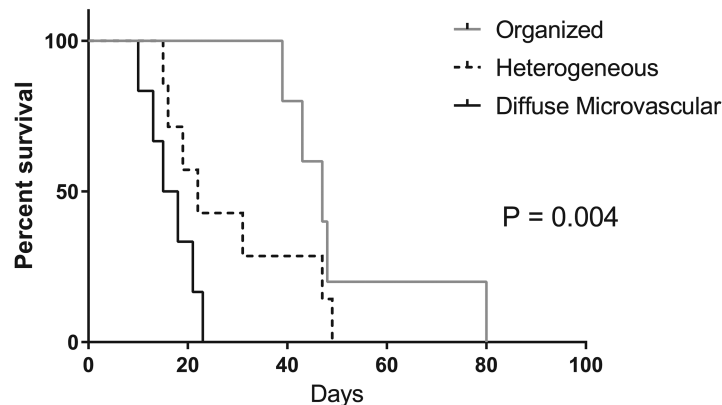 Organized
Heterogeneous
Diffuse Microvascular
P = 0.004
Percent survival
100
50
0
0 20 40 60 80 100
Days